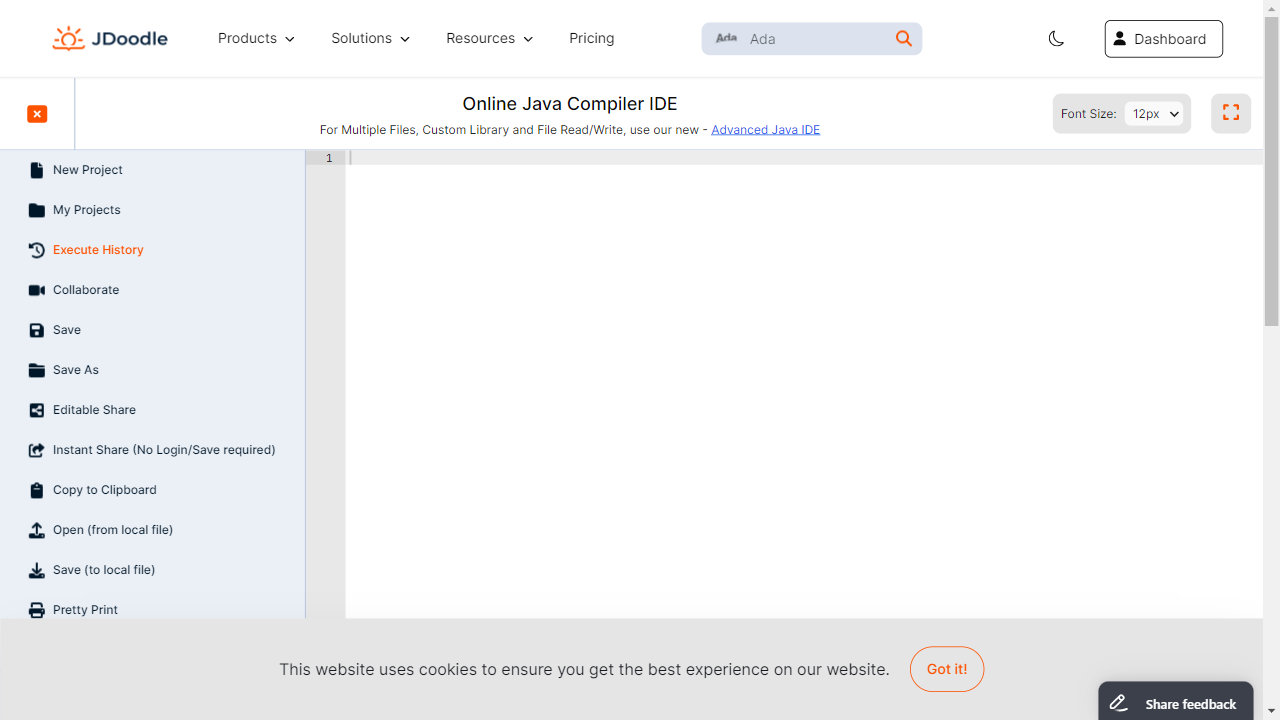 JDoodle
Products
Solutions
Resources
Pricing
Ada
Ada
Dashboard
Online Java Compiler IDE
For Multiple Files, Custom Library and File Read/Write, use our new - Advanced Java IDE
Font Size:
12px
1
New Project
My Projects
Execute History
Collaborate
Save
Save As
Editable Share
Instant Share (No Login/Save required)
Copy to Clipboard
Open (from local file)
Save (to local file)
Pretty Print
This website uses cookies to ensure you get the best experience on our website.
Got it!
Share feedback